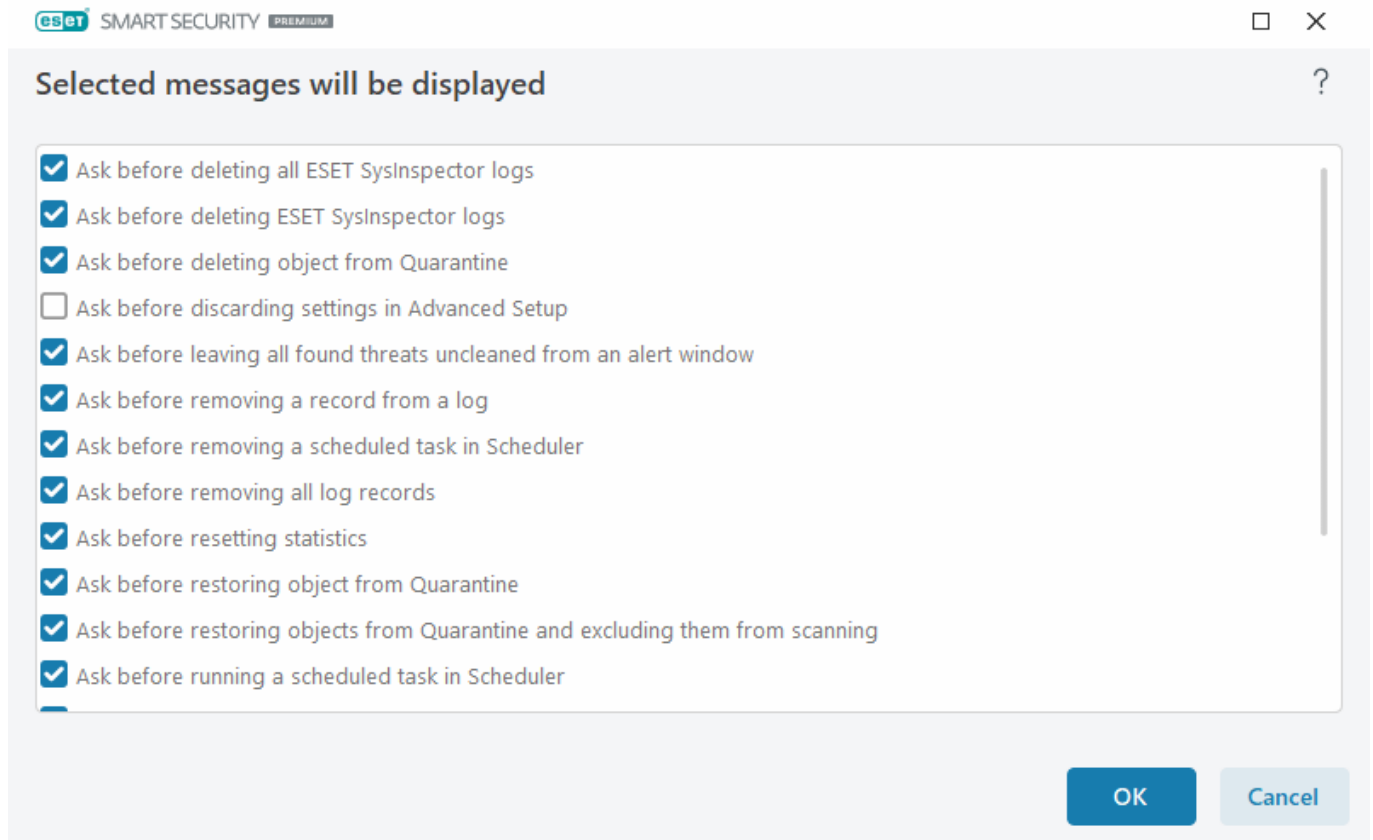 eset SMART SECURITY PREMIUM
Selected messages will be displayed
?
Ask before deleting all ESET SysInspector logs
Ask before deleting ESET SysInspector logs
Ask before deleting object from Quarantine
Ask before discarding settings in Advanced Setup
Ask before leaving all found threats uncleaned from an alert window
Ask before removing a record from a log
Ask before removing a scheduled task in Scheduler
Ask before removing all log records
Ask before resetting statistics
Ask before restoring object from Quarantine
Ask before restoring objects from Quarantine and excluding them from scanning
Ask before running a scheduled task in Scheduler
OK Cancel